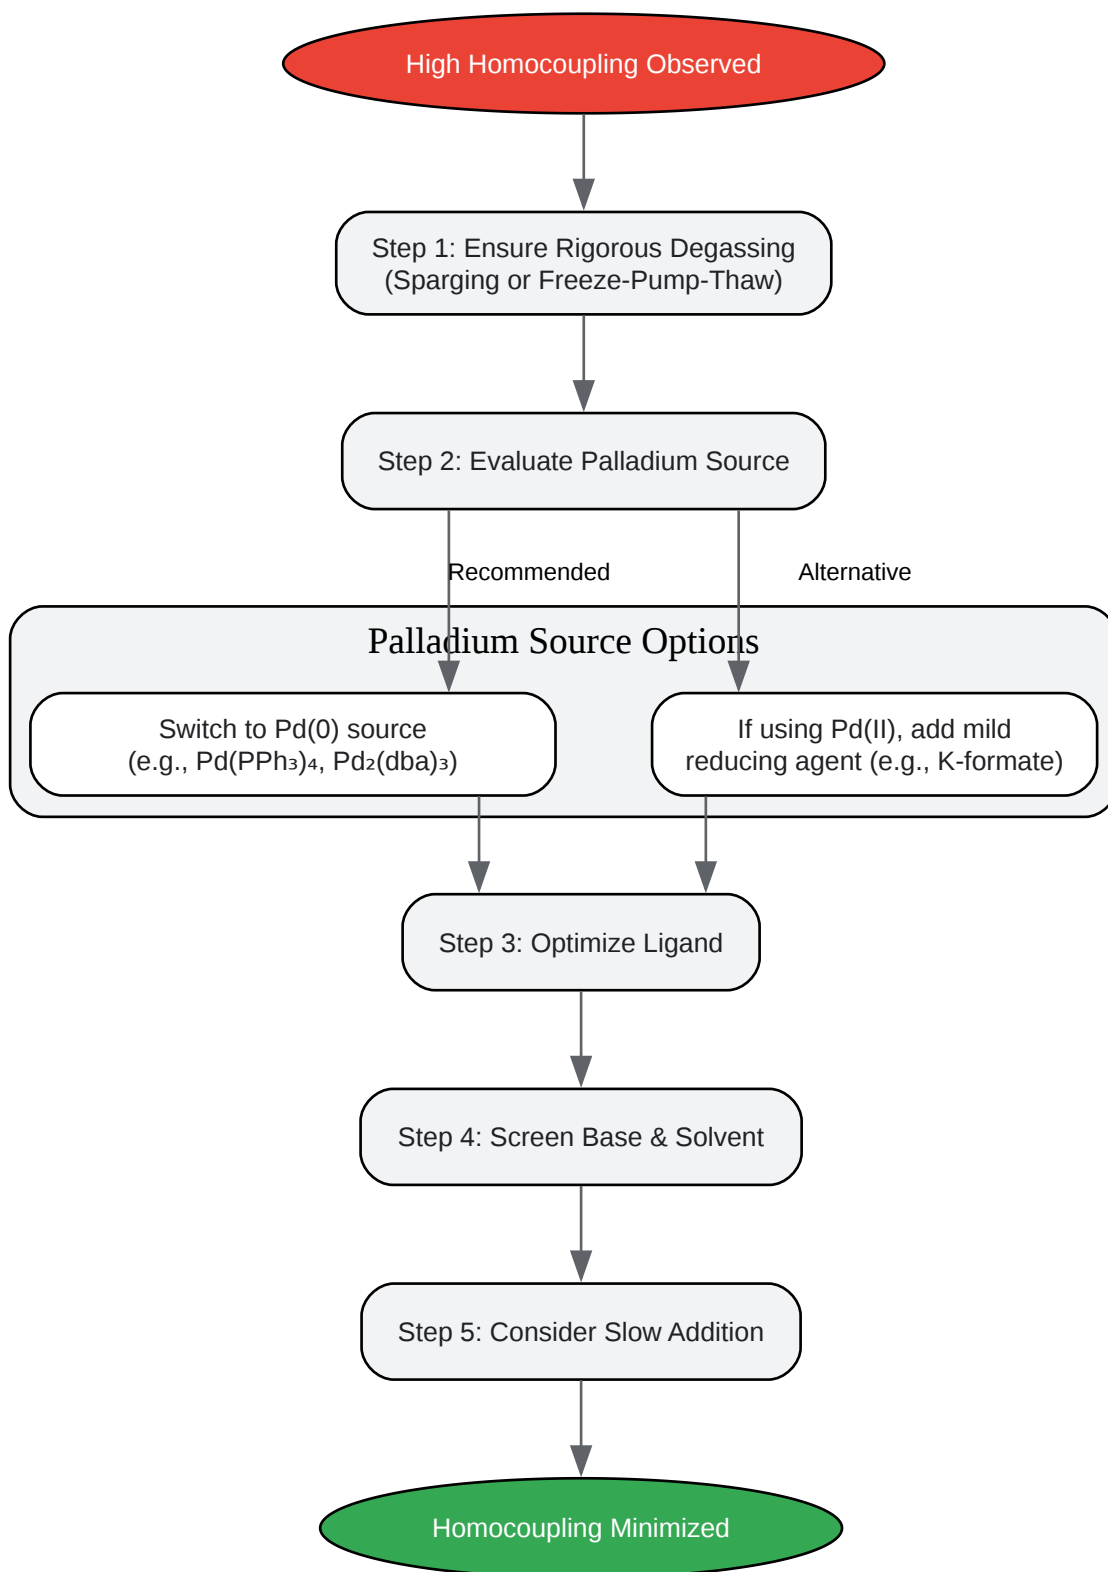 High Homocoupling Observed
Step 1: Ensure Rigorous Degassing
(Sparging or Freeze-Pump-Thaw)
Step 2: Evaluate Palladium Source
Recommended
Alternative
Palladium Source Options
Switch to Pd(0) source
(e.g., Pd(PPh₃)₄, Pd₂(dba)₃)
If using Pd(II), add mild
reducing agent (e.g., K-formate)
Step 3: Optimize Ligand
Step 4: Screen Base & Solvent
Step 5: Consider Slow Addition
Homocoupling Minimized